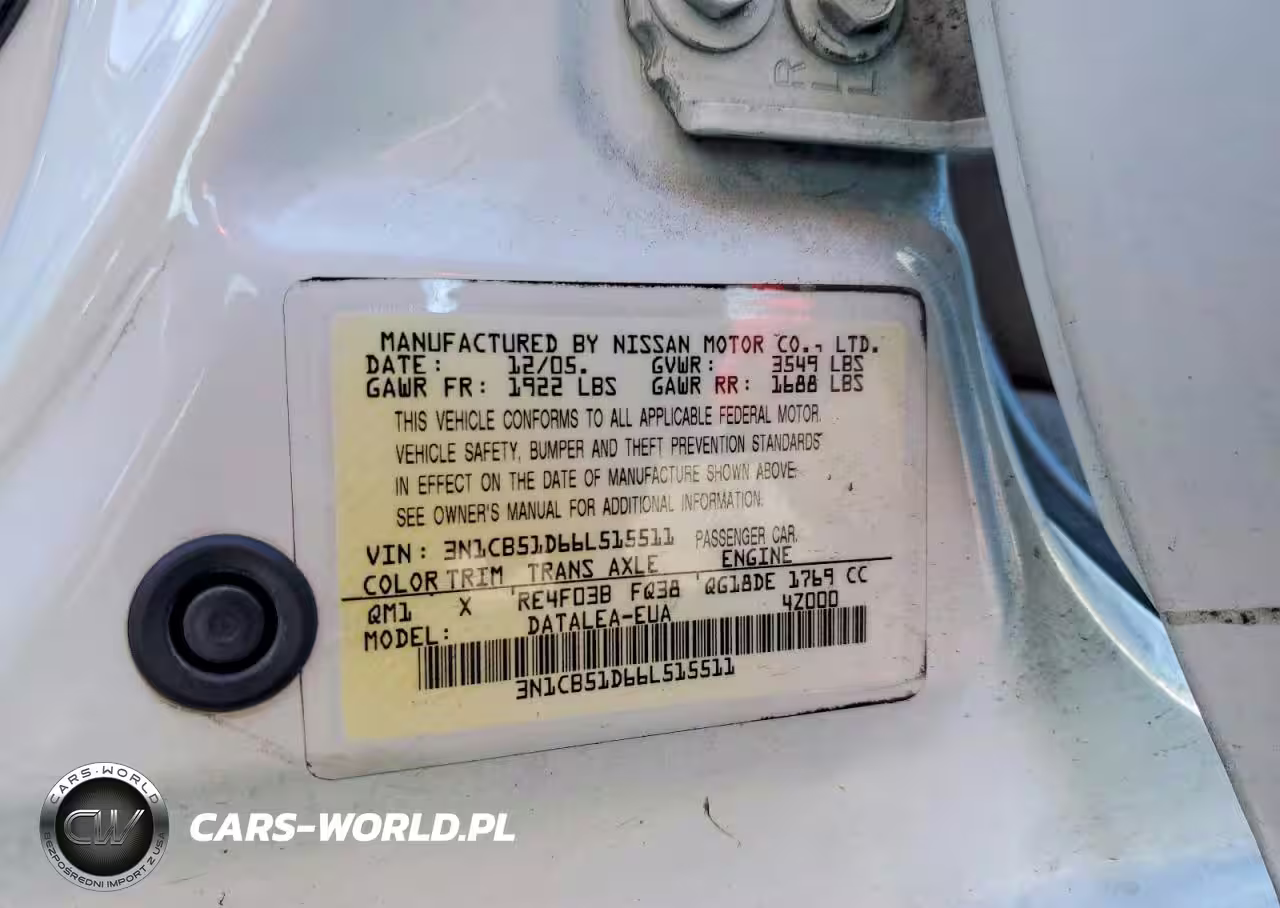 R
MANUFACTURED BY NISSAN MOTOR CO., LTD.
DATE: 12/05. GVWR: 3549 LBS
GAWR FR: 1922 LBS GAWR RR: 1688 LBS
THIS VEHICLE CONFORMS TO ALL APPLICABLE FEDERAL MOTOR
VEHICLE SAFETY, BUMPER AND THEFT PREVENTION STANDARDS
IN EFFECT ON THE DATE OF MANUFACTURE SHOWN ABOVE.
SEE OWNER'S MANUAL FOR ADDITIONAL INFORMATION.
VIN: 3N1CB51D66L515511 PASSENGER CAR.
COLOR TRIM TRANS AXLE ENGINE
QM1 X 'RE4F03B FQ38 'QG18DE 1769 CC
MODEL: DATALEA-EUA 4Z000
3N1CB51D66L515511
CARS-WORLD
CW
BEZPOŚREDNI IMPORT Z USA
CARS-WORLD.PL